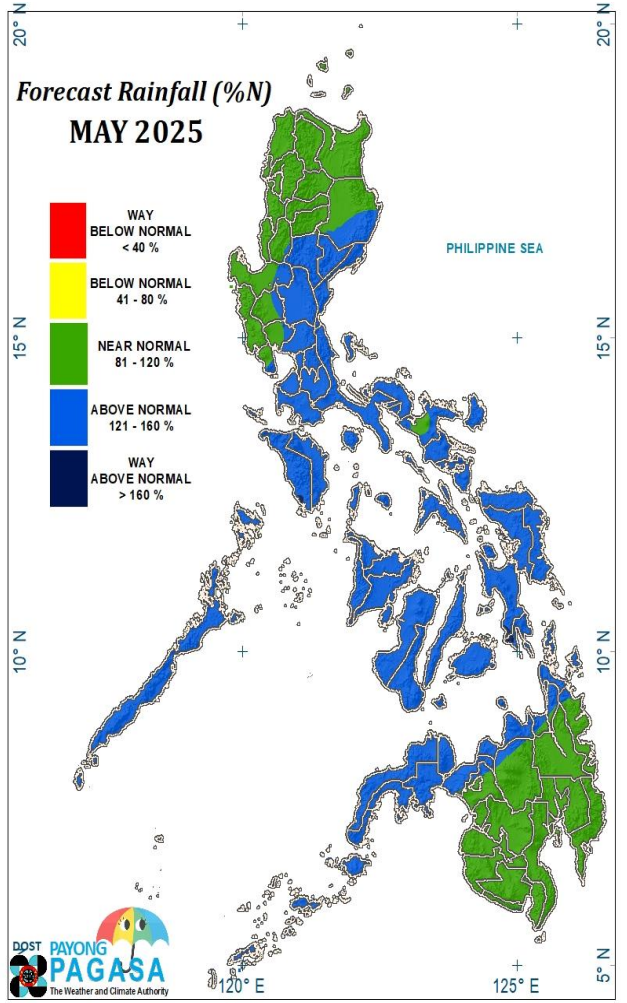 20° N
20° N
Forecast Rainfall (%N)
MAY 2025
WAY
BELOW NORMAL
< 40 %
BELOW NORMAL
41 - 80 %
NEAR NORMAL
81 - 120 %
ABOVE NORMAL
121 - 160 %
WAY
ABOVE NORMAL
> 160 %
PHILIPPINE SEA
15° N
15° N
10° N
10° N
DOST
PAYONG
PAGASA
The Weather and Climate Authority
5°
5° N
120° E
125° E